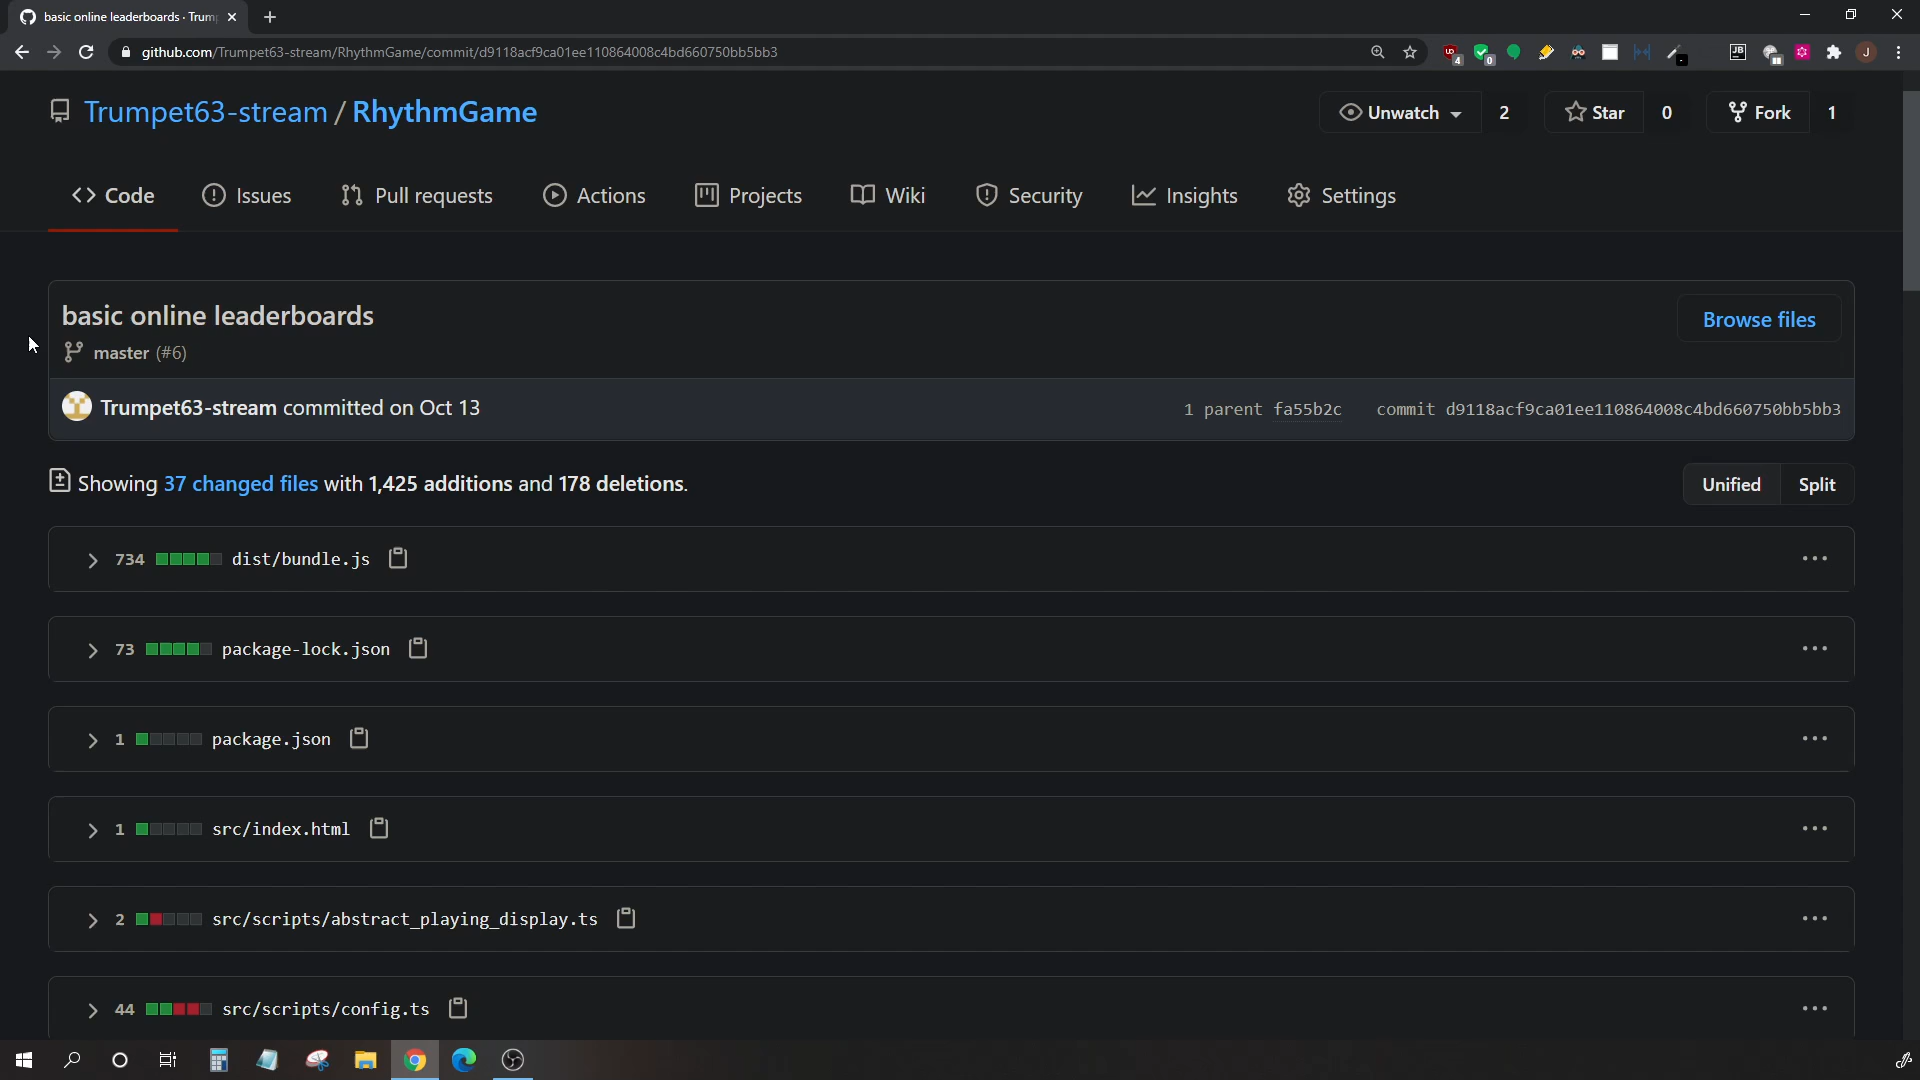 basic online leaderboards · Trump
github.com/Trumpet63-stream/RhythmGame/commit/d9118acf9ca01ee110864008c4bd660750bb5bb3
4
0
JB
J
Trumpet63-stream / RhythmGame
Unwatch 2
Star 0
Fork 1
Code
Issues
Pull requests
Actions
Projects
Wiki
Security
Insights
Settings
basic online leaderboards
Browse files
master (#6)
Trumpet63-stream committed on Oct 13
1 parent fa55b2c commit d9118acf9ca01ee110864008c4bd660750bb5bb3
Showing 37 changed files with 1,425 additions and 178 deletions.
Unified Split
734 dist/bundle.js
73 package-lock.json
1 package.json
1 src/index.html
2 src/scripts/abstract_playing_display.ts
44 src/scripts/config.ts